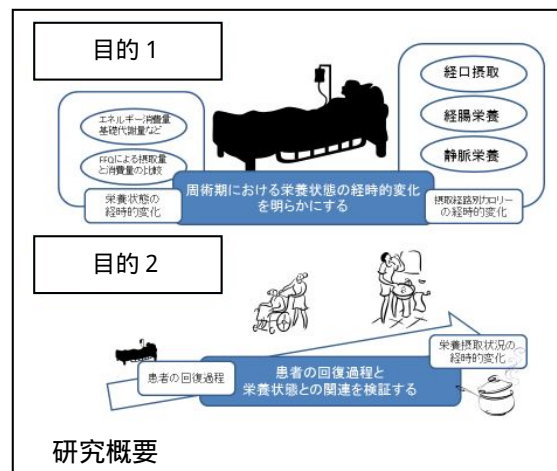 目的1
経口摂取
経腸栄養
静脈栄養
エネルギー消費量
基礎代謝量など
FFQによる摂取量
と消費量の比較
栄養状態の
経時的変化
周術期における栄養状態の経時的変化
を明らかにする
摂取経路別カロリー
の経時的変化
目的2
栄養摂取状況の
経時的変化
患者の回復過程
患者の回復過程と
栄養状態との関連を検証する
研究概要